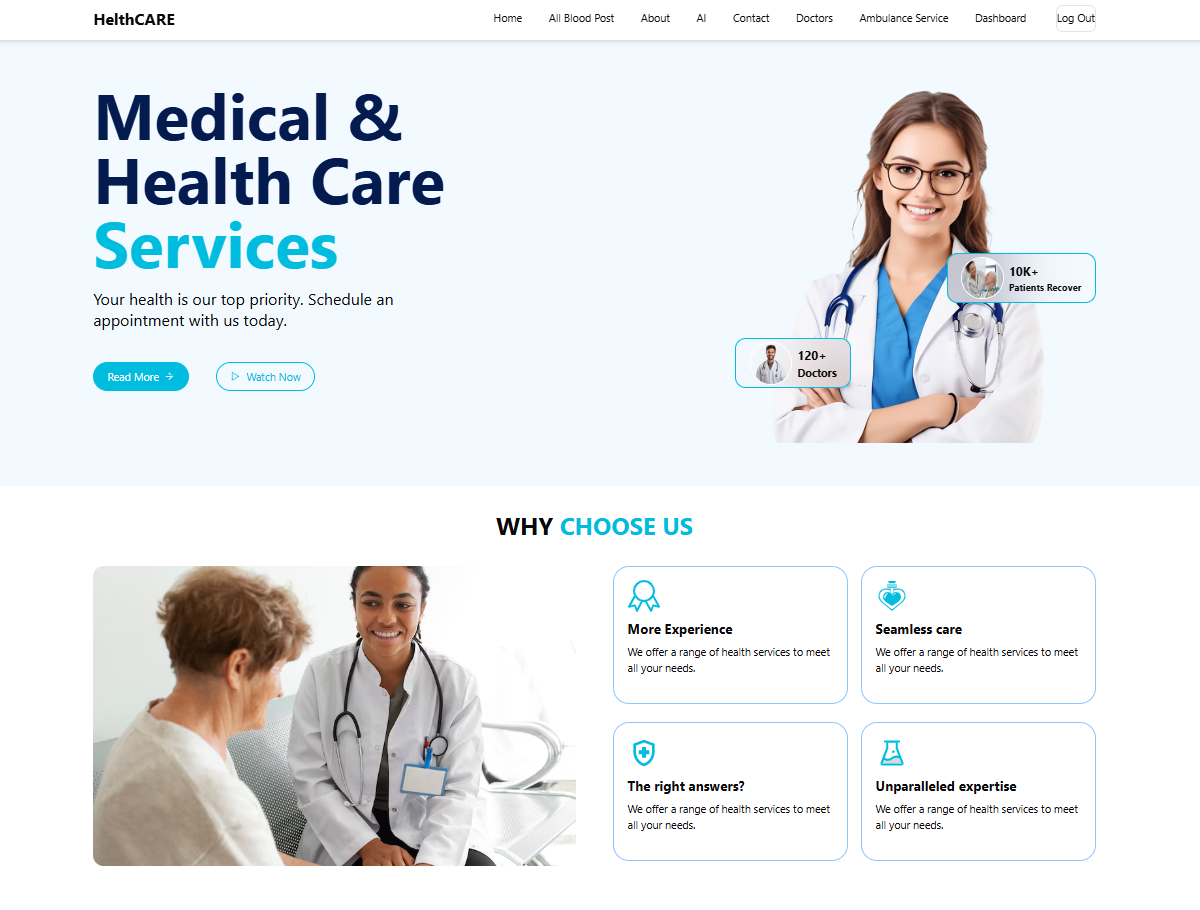 HelthCARE
Home All Blood Post About AI Contact Doctors Ambulance Service Dashboard Log Out
Medical &
Health Care
Services
Your health is our top priority. Schedule an
appointment with us today.
Read More
Watch Now
10K+
Patients Recover
120+
Doctors
WHY CHOOSE US
More Experience
We offer a range of health services to meet
all your needs.
Seamless care
We offer a range of health services to meet
all your needs.
The right answers?
We offer a range of health services to meet
all your needs.
Unparalleled expertise
We offer a range of health services to meet
all your needs.